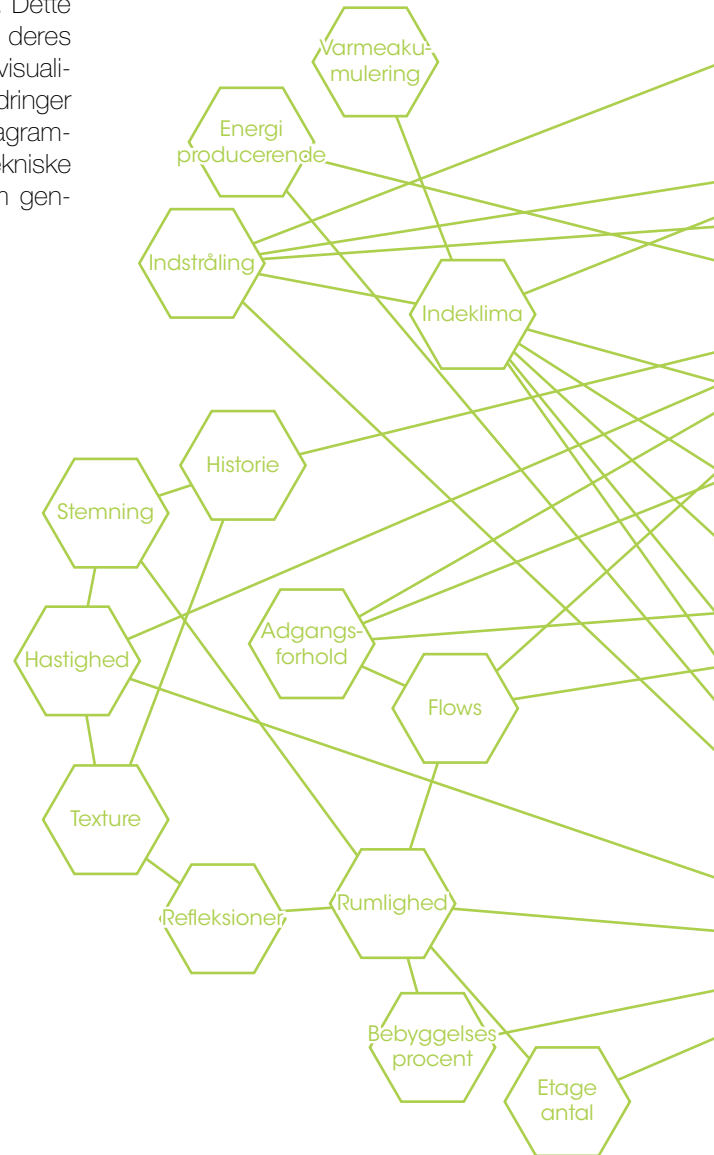 . Dette
deres
visuali-
dringer
agram-
ekniske
n gen-
Varmeaku-
mulering
Energi
producerende
Indstråling
Indeklima
Historie
Stemning
Adgangs-
forhold
Hastighed
Flows
Texture
Refleksioner
Rumlighed
Bebyggelses
procent
Etage
antal